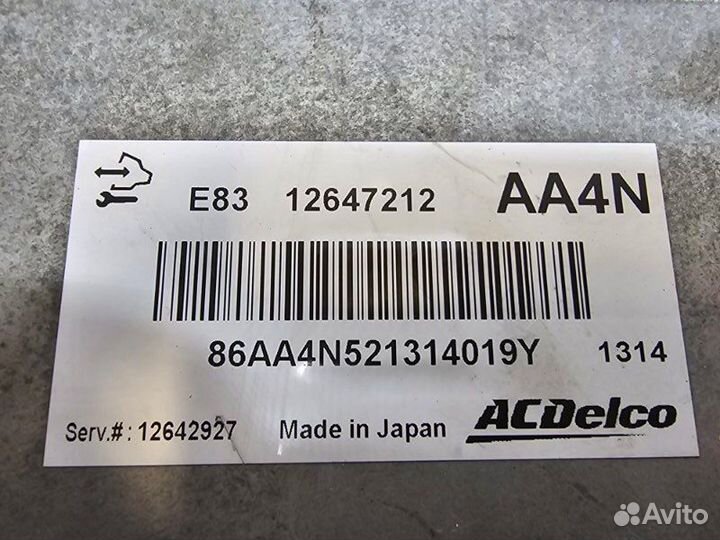 E83 12647212 AA4N
86AA4N521314019Y 1314
Serv.#: 12642927 Made in Japan ACDelco
Avito